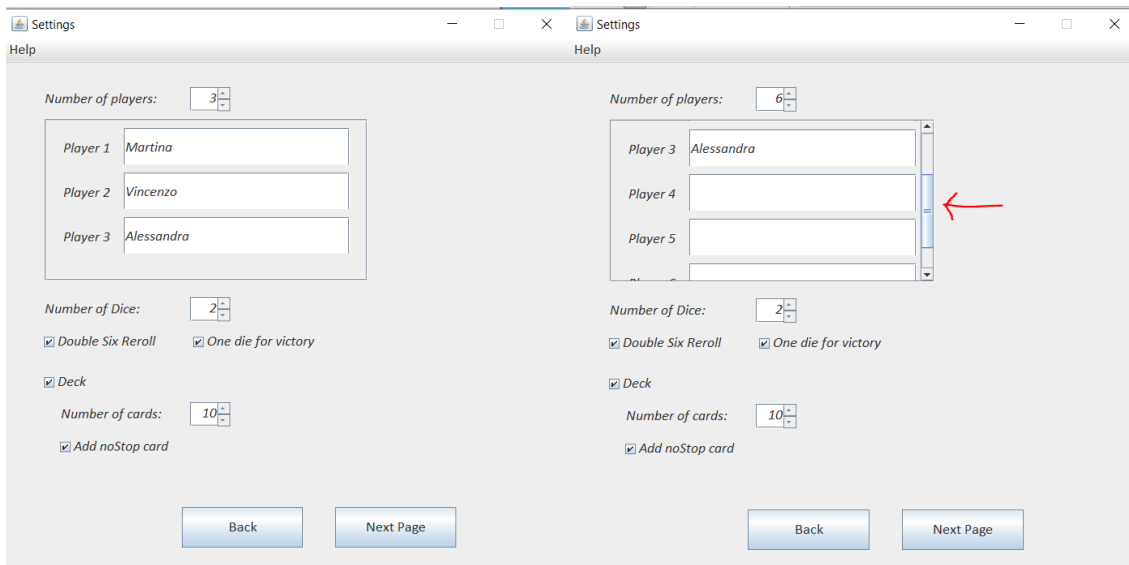 Settings
Help
Number of players: 3
Player 1 Martina
Player 2 Vincenzo
Player 3 Alessandra
Number of Dice: 2
Double Six Reroll One die for victory
Deck
Number of cards: 10
Add noStop card
Back Next Page
Settings
Help
Number of players: 6
Player 3 Alessandra
Player 4
Player 5
Number of Dice: 2
Double Six Reroll One die for victory
Deck
Number of cards: 10
Add noStop card
Back Next Page